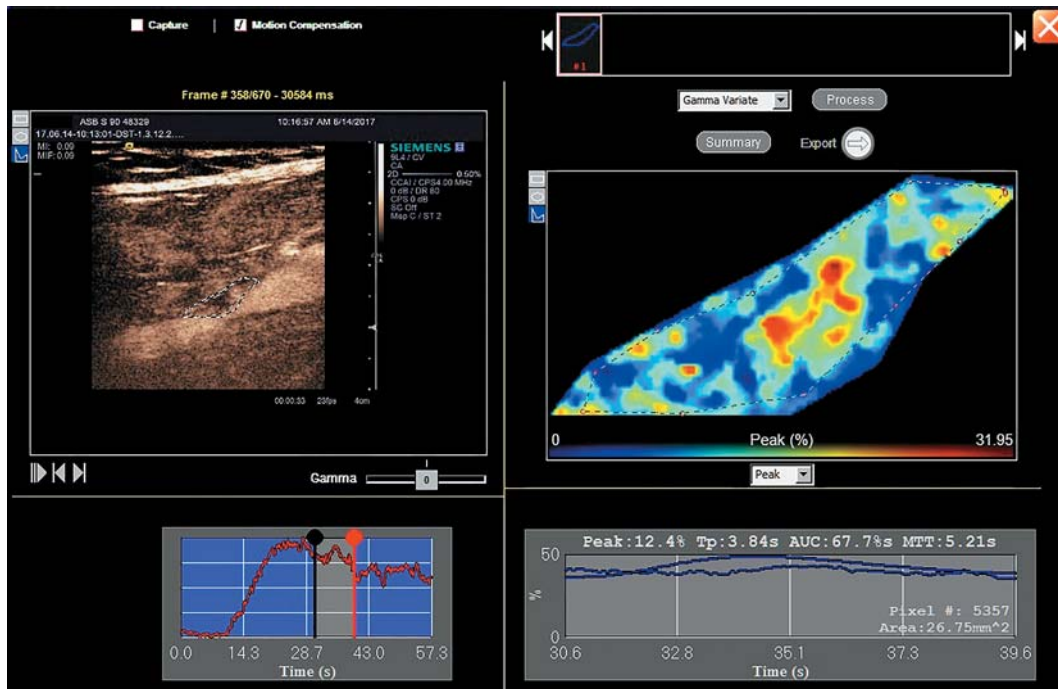 Capture | Motion Compensation
Frame # 358/670 - 30584 ms
ASB S 90 48329 10:16:57 AM 6/14/2017
17.06.14-10:13:01-DST-1.3.12.2....
MI: 0.09
MIF:0.09
SIEMENS
9L4 / CV
CA
2D 0.50%
CCAI / CPS4.00 MHz
0 dB / DR 80
CPS 0 dB
SC Off
Map C / ST 2
00:00:33 23fps 4cm
Gamma 0
#1
Gamma Variate Process
Summary Export
0 Peak (%) 31.95
Peak
0.0 14.3 28.7 43.0 57.3
Time (s)
Peak:12.4% Tp:3.84s AUC:67.7%s MTT:5.21s
50
%
Pixel #: 5357
Area:26.75mm^2
0
30.6 32.8 35.1 37.3 39.6
Time (s)